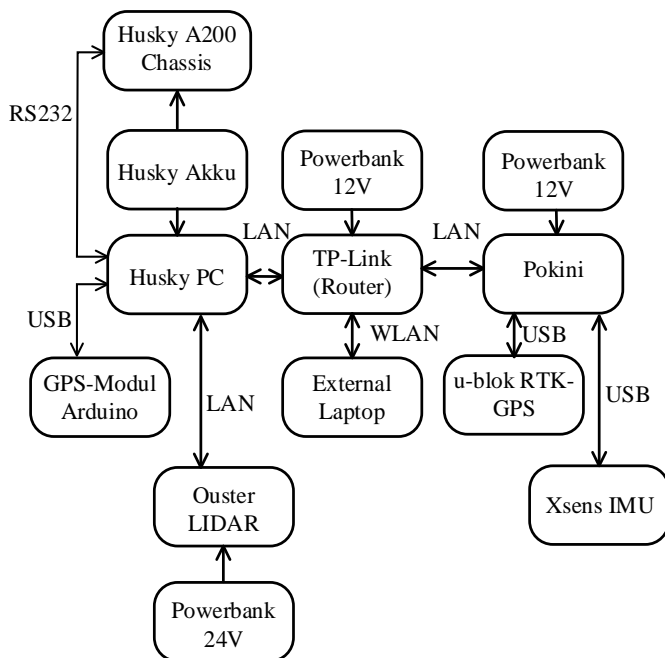 Husky A200
Chassis
RS232
Husky Akku
Powerbank
12V
Powerbank
12V
LAN
LAN
Husky PC
TP-Link
(Router)
Pokini
USB
WLAN
USB
GPS-Modul
Arduino
LAN
External
Laptop
u-blok RTK-
GPS
USB
Ouster
LIDAR
Xsens IMU
Powerbank
24V